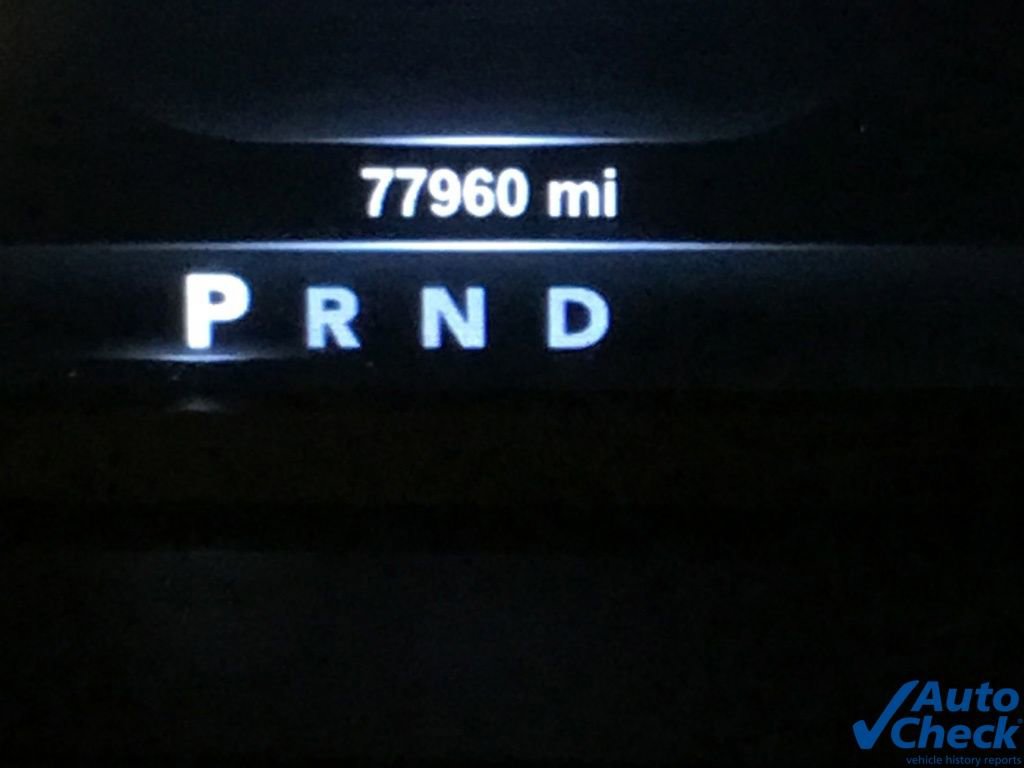 77960 mi
P R N D
Auto
Check
vehicle history reports